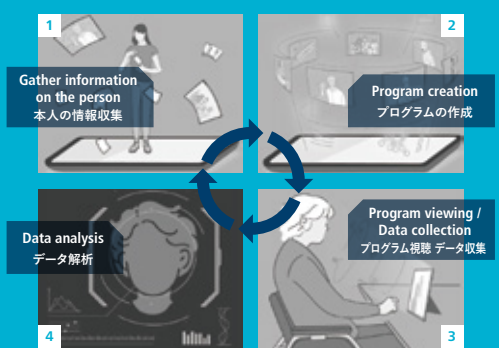 1
Gather information
on the person
本人の情報収集
2
Program creation
プログラムの作成
Program viewing /
Data collection
プログラム視聴 データ収集
3
Data analysis
データ解析
4